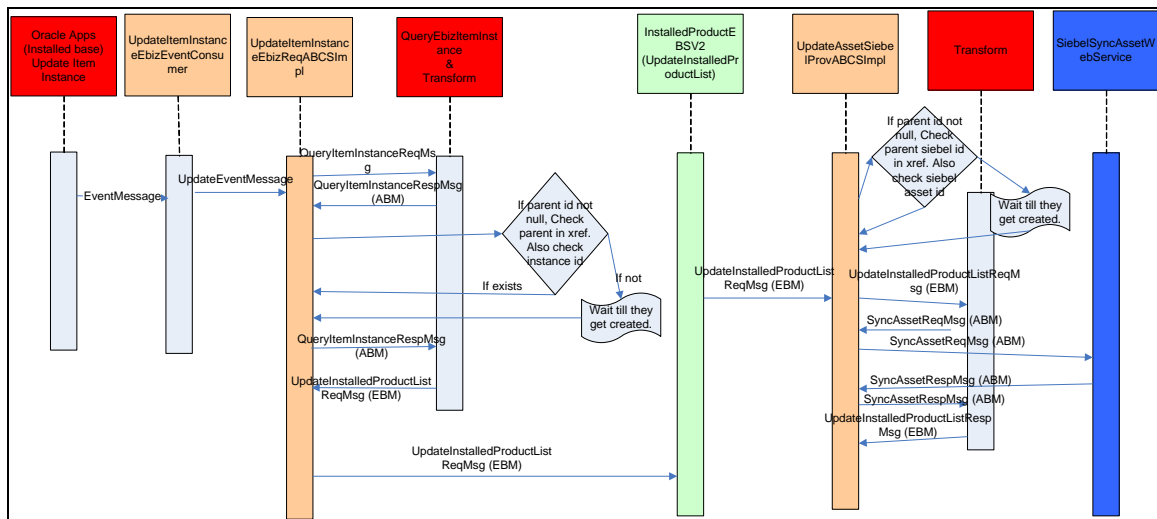 Oracle Apps
(Installed base)
Update Item
Instance
UpdateItemInstanc
eEbizEventConsu
mer
UpdateItemInstanc
eEbizReqABCSIm
pl
QueryEbizItemInst
ance
&
Transform
InstalledProductE
BSV2
(UpdateInstalledPr
oductList)
UpdateAssetSiebe
lProvABCSImpl
Transform
SiebelSyncAssetW
ebService
EventMessage
UpdateEventMessage
QueryItemInstanceReqMs
g
QueryItemInstanceRespMsg
(ABM)
If parent id not
null, Check
parent in xref.
Also check
instance id
If exists
If not
Wait till they
get created.
QueryItemInstanceRespMsg
(ABM)
UpdateInstalledProductList
ReqMsg (EBM)
UpdateInstalledProductList
ReqMsg (EBM)
UpdateInstalledProductList
ReqMsg (EBM)
If parent id not
null, Check
parent siebel id
in xref. Also
check siebel
asset id
Wait till they
get created.
UpdateInstalledProductListReqM
sg (EBM)
SyncAssetReqMsg (ABM)
SyncAssetReqMsg (ABM)
SyncAssetRespMsg (ABM)
SyncAssetRespMsg (ABM)
UpdateInstalledProductListResp
Msg (EBM)